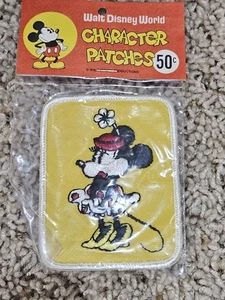 Walt Disney World
CHARACTER
PATCHES
50¢